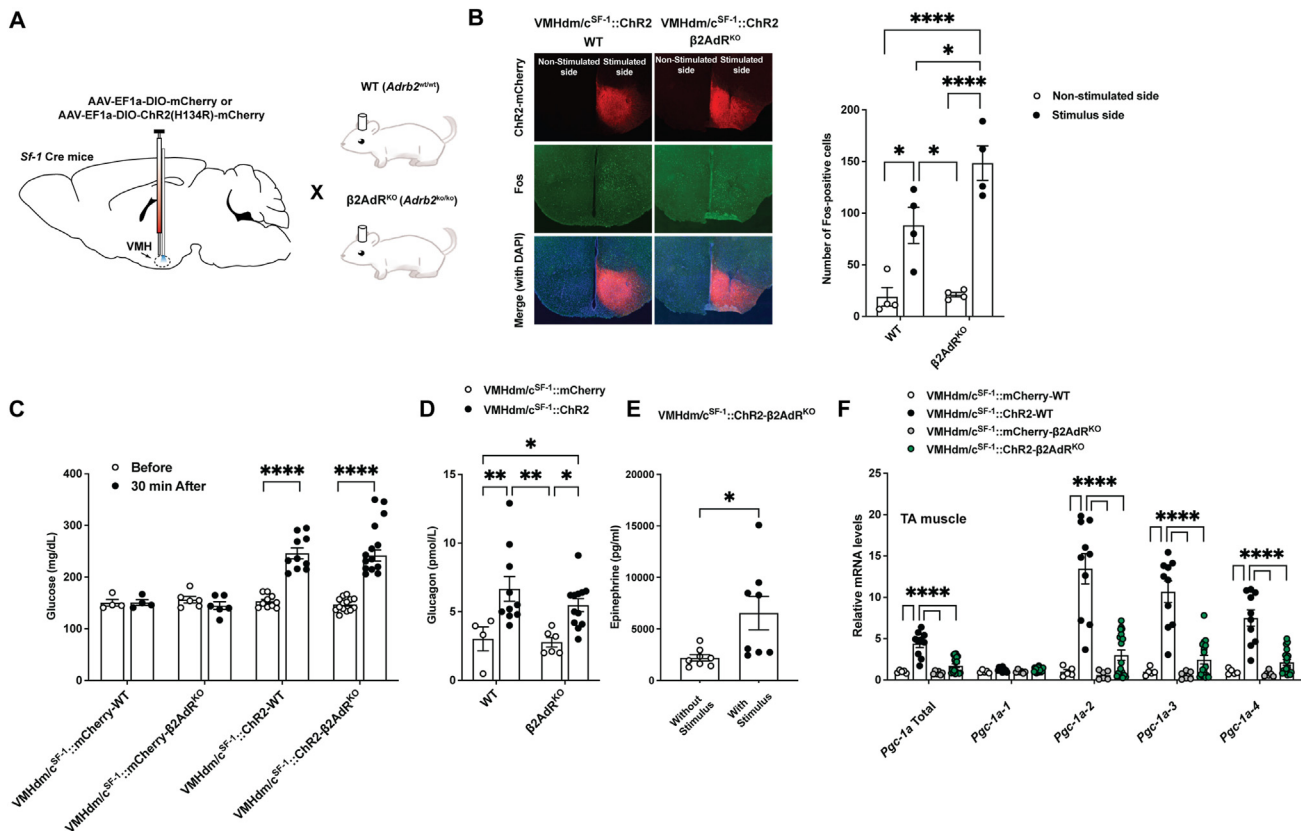 A
AAV-EF1a-DIO-mCherry or
AAV-EF1a-DIO-ChR2(H134R)-mCherry
Sf-1 Cre mice
VMH
WT (Adrb2wt/wt)
X
β2AdRKO (Adrb2ko/ko)
B
VMHdm/cSF-1::ChR2 VMHdm/cSF-1::ChR2
WT β2AdRKO
Non-Stimulated side Stimulated side Non-Stimulated side Stimulated side
ChR2-mCherry
Fos
Merge (with DAPI)
Number of Fos-positive cells
200
150
100
50
0
**** * **** * *
WT
β2AdRKO
Non-stimulated side
Stimulus side
C
Before
30 min After
Glucose (mg/dL)
400
300
200
100
0
**** ****
VMHdm/cSF-1::mCherry-WT
VMHdm/cSF-1::mCherry-β2AdRKO
VMHdm/cSF-1::ChR2-WT
VMHdm/cSF-1::ChR2-β2AdRKO
D
VMHdm/cSF-1::mCherry
VMHdm/cSF-1::ChR2
Glucagon (pmol/L)
15
10
5
0
*
** ** *
WT
β2AdRKO
E
VMHdm/cSF-1::ChR2-β2AdRKO
Epinephrine (pg/ml)
20000
15000
10000
5000
0
*
Without Stimulus
With Stimulus
F
VMHdm/cSF-1::mCherry-WT
VMHdm/cSF-1::ChR2-WT
VMHdm/cSF-1::mCherry-β2AdRKO
VMHdm/cSF-1::ChR2-β2AdRKO
Relative mRNA levels
25
20
15
10
5
0
TA muscle
**** **** **** ****
Pgc-1a Total
Pgc-1a-1
Pgc-1a-2
Pgc-1a-3
Pgc-1a-4